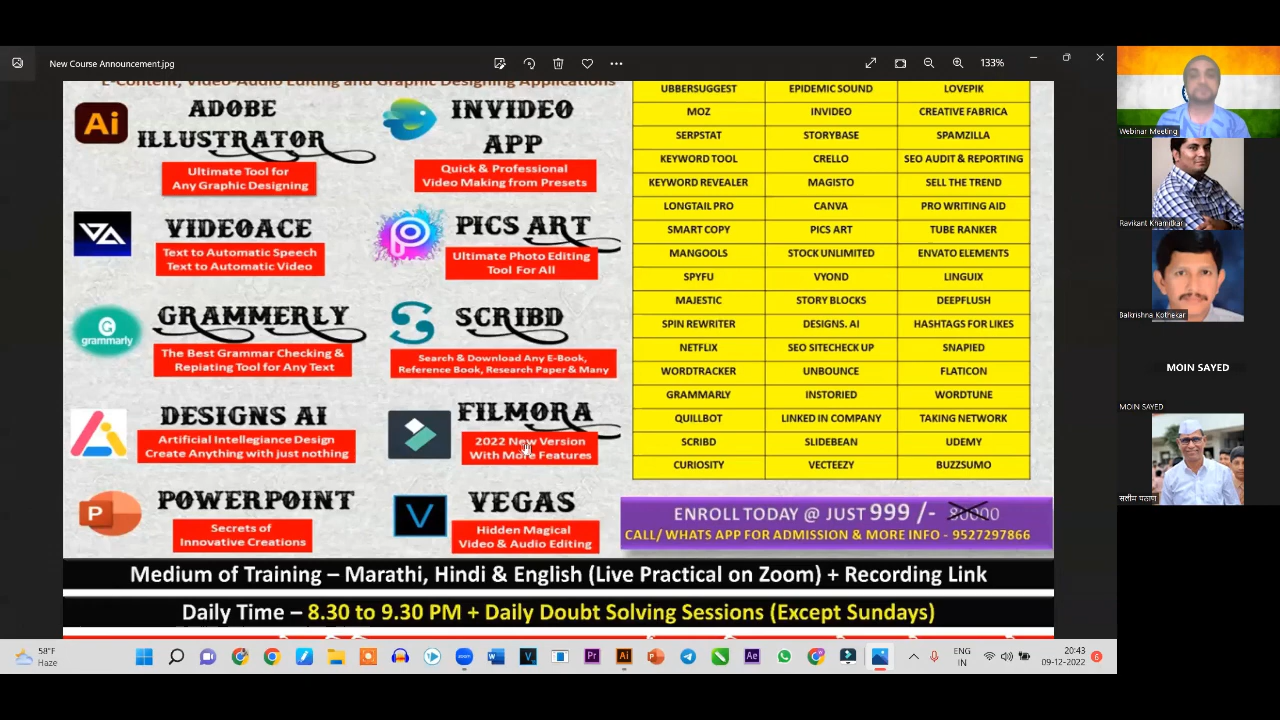 New Course Announcement.jpg
133%
E-Content, Video-Audio Editing and Graphic Designing Applications
Ai
ADOBE
ILLUSTRATOR
Ultimate Tool for
Any Graphic Designing
INVIDEO
APP
Quick & Professional
Video Making from Presets
VIDEOACE
Text to Automatic Speech
Text to Automatic Video
PICS ART
Ultimate Photo Editing
Tool For All
grammarly
GRAMMERLY
The Best Grammar Checking &
Repiating Tool for Any Text
SCRIBD
Search & Download Any E-Book,
Reference Book, Research Paper & Many
DESIGNS AI
Artificial Intellegiance Design
Create Anything with just nothing
FILMORA
2022 New Version
With More Features
P
POWERPOINT
Secrets of
Innovative Creations
V
VEGAS
Hidden Magical
Video & Audio Editing
UBBERSUGGEST EPIDEMIC SOUND LOVEPIK
MOZ INVIDEO CREATIVE FABRICA
SERPSTAT STORYBASE SPAMZILLA
KEYWORD TOOL CRELLO SEO AUDIT & REPORTING
KEYWORD REVEALER MAGISTO SELL THE TREND
LONGTAIL PRO CANVA PRO WRITING AID
SMART COPY PICS ART TUBE RANKER
MANGOOLS STOCK UNLIMITED ENVATO ELEMENTS
SPYFU VYOND LINGUIX
MAJESTIC STORY BLOCKS DEEPFLUSH
SPIN REWRITER DESIGNS. AI HASHTAGS FOR LIKES
NETFLIX SEO SITECHECK UP SNAPIED
WORDTRACKER UNBOUNCE FLATICON
GRAMMARLY INSTORIED WORDTUNE
QUILLBOT LINKED IN COMPANY TAKING NETWORK
SCRIBD SLIDEBEAN UDEMY
CURIOSITY VECTEEZY BUZZSUMO
ENROLL TODAY @ JUST 999 /-
CALL/ WHATS APP FOR ADMISSION & MORE INFO - 9527297866
Medium of Training – Marathi, Hindi & English (Live Practical on Zoom) + Recording Link
Daily Time – 8.30 to 9.30 PM + Daily Doubt Solving Sessions (Except Sundays)
58°F
Haze
ENG
IN
20:43
09-12-2022
6
Webinar Meeting
Ravikant Khamitkar
Balkrishna Kothekar
MOIN SAYED
MOIN SAYED
सलीम पठाण